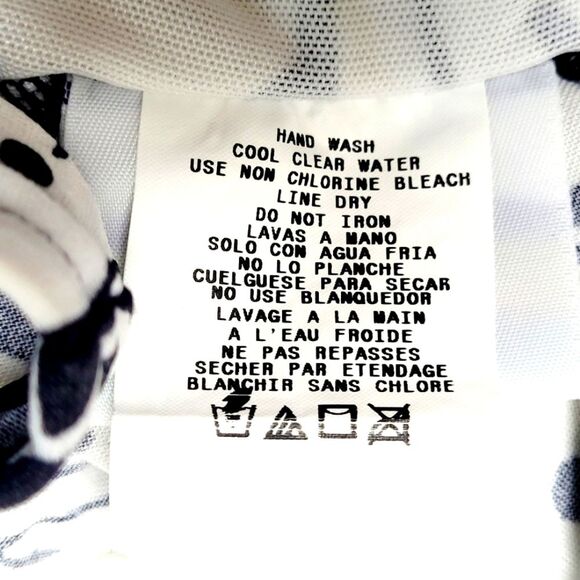 HAND WASH
COOL CLEAR WATER
USE NON CHLORINE BLEACH
LINE DRY
DO NOT IRON
LAVAS A MANO
SOLO CON AGUA FRIA
NO LO PLANCHE
CUELGUESE PARA SECAR
NO USE BLANQUEDOR
LAVAGE A LA MAIN
A L'EAU FROIDE
NE PAS REPASSES
SECHER PAR ETENDAGE
BLANCHIR SANS CHLORE